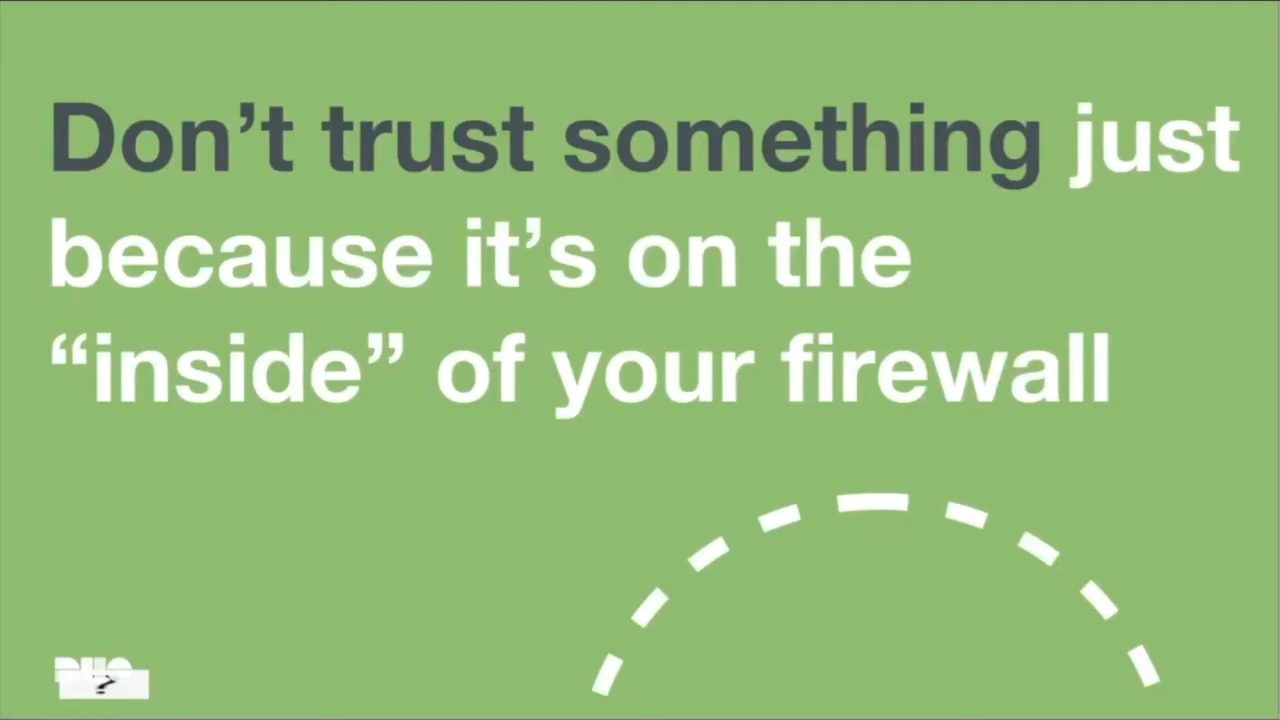 Don’t trust something just
because it’s on the
“inside” of your firewall
?